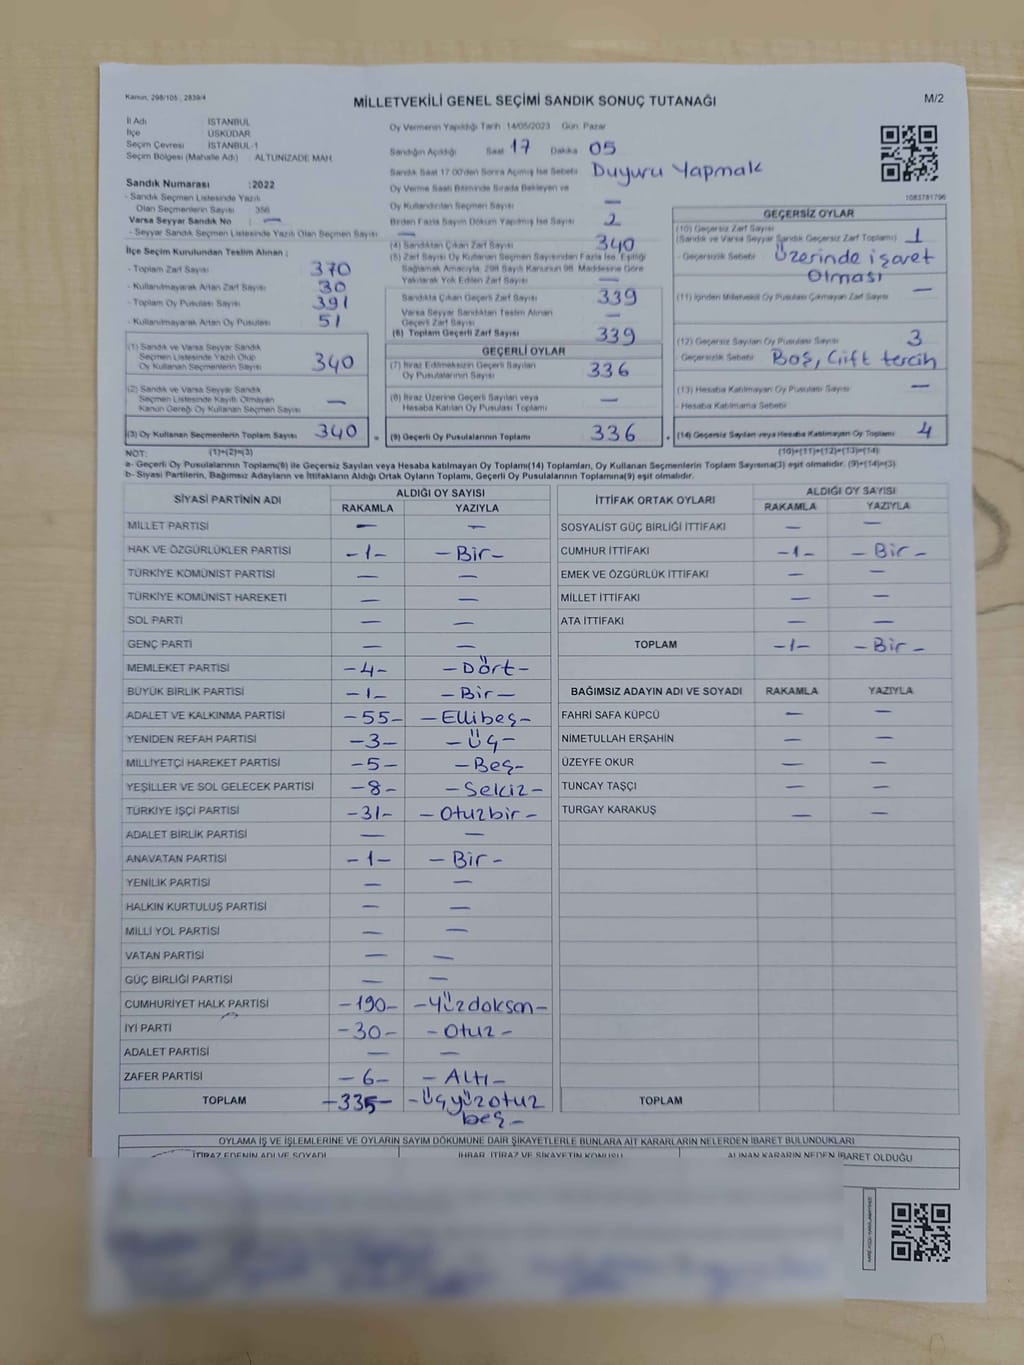 Kanun, 298/105 , 2839/4
MİLLETVEKİLİ GENEL SEÇİMİ SANDIK SONUÇ TUTANAĞI
M/2
İl Adı : İSTANBUL
İlçe : ÜSKÜDAR
Seçim Çevresi : İSTANBUL-1
Seçim Bölgesi (Mahalle Adı) : ALTUNİZADE MAH.
Sandık Numarası :2022
- Sandık Seçmen Listesinde Yazılı
Olan Seçmenlerin Sayısı : 356
Varsa Seyyar Sandık No : —
- Seyyar Sandık Seçmen Listesinde Yazılı Olan Seçmen Sayısı : —
İlçe Seçim Kurulundan Teslim Alınan ;
- Toplam Zarf Sayısı : 370
- Kullanılmayarak Artan Zarf Sayısı : 30
- Toplam Oy Pusulası Sayısı : 391
- Kullanılmayarak Artan Oy Pusulası : 51
(1) Sandık ve Varsa Seyyar Sandık
Seçmen Listesinde Yazılı Olup
Oy Kullanan Seçmenlerin Sayısı 340
(2) Sandık ve Varsa Seyyar Sandık
Seçmen Listesinde Kayıtlı Olmayan
Kanun Gereği Oy Kullanan Seçmen Sayısı —
(3) Oy Kullanan Seçmenlerin Toplam Sayısı 340
Oy Vermenin Yapıldığı Tarih :14/05/2023 Gün: Pazar
Sandığın Açıldığı Saat 17 Dakika 05
Sandık Saat 17:00'den Sonra Açılmış İse Sebebi : Duyuru Yapmak
Oy Verme Saati Bitiminde Sırada Bekleyen ve
Oy Kullandırılan Seçmen Sayısı : —
Birden Fazla Sayım Döküm Yapılmış İse Sayısı : 2
(4) Sandıktan Çıkan Zarf Sayısı : 340
(5) Zarf Sayısı Oy Kullanan Seçmen Sayısından Fazla İse, Eşitliği
Sağlamak Amacıyla, 298 Sayılı Kanunun 98. Maddesine Göre
Yakılarak Yok Edilen Zarf Sayısı : —
Sandıkta Çıkan Geçerli Zarf Sayısı : 339
Varsa Seyyar Sandıktan Teslim Alınan
Geçerli Zarf Sayısı : —
(6) Toplam Geçerli Zarf Sayısı : 339
GEÇERLİ OYLAR
(7) İtiraz Edilmeksizin Geçerli Sayılan
Oy Pusulalarının Sayısı 336
(8) İtiraz Üzerine Geçerli Sayılan veya
Hesaba Katılan Oy Pusulası Toplamı —
(9) Geçerli Oy Pusulalarının Toplamı 336
1083781796
GEÇERSİZ OYLAR
(10) Geçersiz Zarf Sayısı
(Sandık ve Varsa Seyyar Sandık Geçersiz Zarf Toplamı) : 1
- Geçersizlik Sebebi : Üzerinde işaret
olması
(11) İçinden Milletvekili Oy Pusulası Çıkmayan Zarf Sayısı : —
(12) Geçersiz Sayılan Oy Pusulası Sayısı : 3
- Geçersizlik Sebebi : Boş, Çift tercih
(13) Hesaba Katılmayan Oy Pusulası Sayısı : —
- Hesaba Katılmama Sebebi :
(14) Geçersiz Sayılan veya Hesaba Katılmayan Oy Toplamı : 4
NOT: (1)+(2)=(3) (10)+(11)+(12)+(13)=(14)
a- Geçerli Oy Pusulalarının Toplamı(9) ile Geçersiz Sayılan veya Hesaba katılmayan Oy Toplamı(14) Toplamları, Oy Kullanan Seçmenlerin Toplam Sayısına(3) eşit olmalıdır. (9)+(14)=(3)
b- Siyasi Partilerin, Bağımsız Adayların ve İttifakların Aldığı Ortak Oyların Toplamı, Geçerli Oy Pusulalarının Toplamına(9) eşit olmalıdır.
SİYASİ PARTİNİN ADI ALDIĞI OY SAYISI
RAKAMLA YAZIYLA
MİLLET PARTİSİ — —
HAK VE ÖZGÜRLÜKLER PARTİSİ -1- -Bir-
TÜRKİYE KOMÜNİST PARTİSİ — —
TÜRKİYE KOMÜNİST HAREKETİ — —
SOL PARTİ — —
GENÇ PARTİ — —
MEMLEKET PARTİSİ -4- -Dört-
BÜYÜK BİRLİK PARTİSİ -1- -Bir-
ADALET VE KALKINMA PARTİSİ -55- -Ellibeş-
YENİDEN REFAH PARTİSİ -3- -Üç-
MİLLİYETÇİ HAREKET PARTİSİ -5- -Beş-
YEŞİLLER VE SOL GELECEK PARTİSİ -8- -Sekiz-
TÜRKİYE İŞÇİ PARTİSİ -31- -Otuzbir-
ADALET BİRLİK PARTİSİ — —
ANAVATAN PARTİSİ -1- -Bir-
YENİLİK PARTİSİ — —
HALKIN KURTULUŞ PARTİSİ — —
MİLLİ YOL PARTİSİ — —
VATAN PARTİSİ — —
GÜÇ BİRLİĞİ PARTİSİ — —
CUMHURİYET HALK PARTİSİ -190- -Yüzdoksan-
İYİ PARTİ -30- -Otuz-
ADALET PARTİSİ — —
ZAFER PARTİSİ -6- -Altı-
TOPLAM -335- -Üçyüzotuz
beş-
İTTİFAK ORTAK OYLARI ALDIĞI OY SAYISI
RAKAMLA YAZIYLA
SOSYALİST GÜÇ BİRLİĞİ İTTİFAKI — —
CUMHUR İTTİFAKI -1- -Bir-
EMEK VE ÖZGÜRLÜK İTTİFAKI — —
MİLLET İTTİFAKI — —
ATA İTTİFAKI — —
TOPLAM -1- -Bir-
BAĞIMSIZ ADAYIN ADI VE SOYADI RAKAMLA YAZIYLA
FAHRİ SAFA KÜPCÜ — —
NİMETULLAH ERŞAHİN — —
ÜZEYFE OKUR — —
TUNCAY TAŞÇI — —
TURGAY KARAKUŞ — —
TOPLAM
OYLAMA İŞ VE İŞLEMLERİNE VE OYLARIN SAYIM DÖKÜMÜNE DAİR ŞİKAYETLERLE BUNLARA AİT KARARLARIN NELERDEN İBARET BULUNDUKLARI
İTİRAZ EDENİN ADI VE SOYADI İHBAR, İTİRAZ VE ŞİKAYETİN KONUSU ALINAN KARARIN NEDEN İBARET OLDUĞU